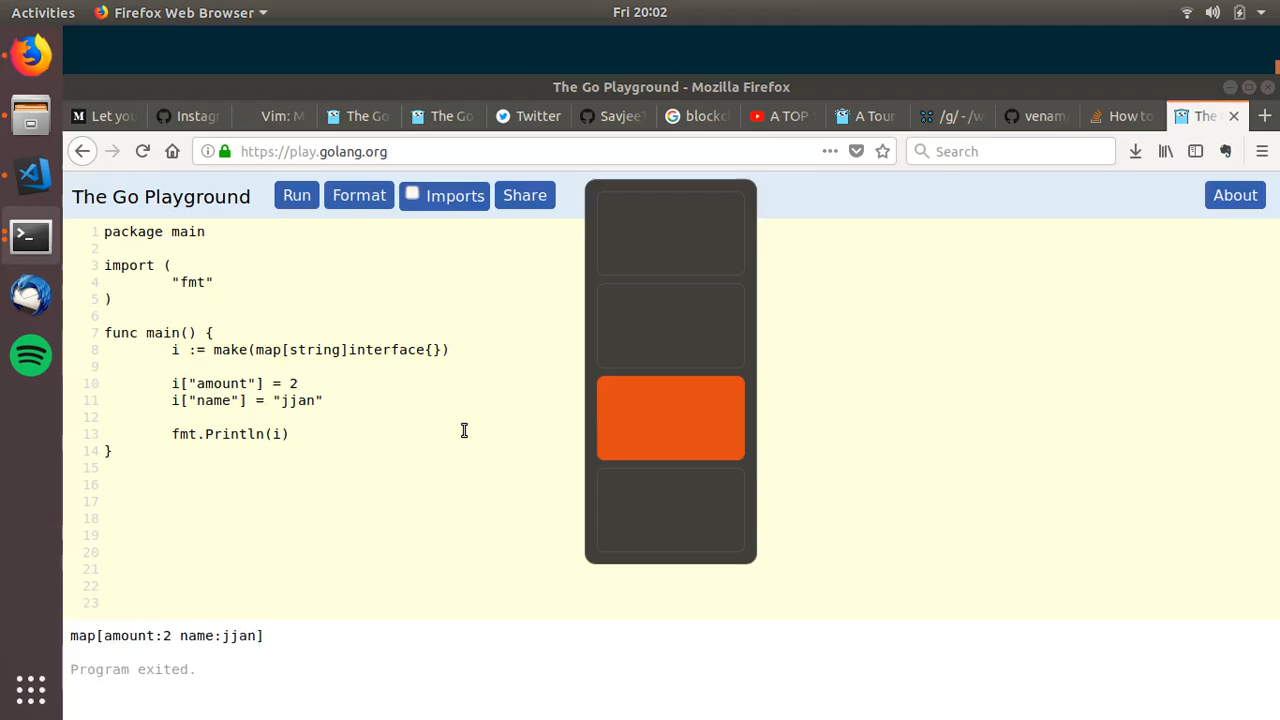 Activities Firefox Web Browser Fri 20:02
The Go Playground - Mozilla Firefox
M Let you Instagr Vim: M The Go The Go Twitter Savjee blockcl A TOP A Tour /g/ - /w venam, How to The
https://play.golang.org Search
The Go Playground Run Format Imports Share About
1 package main
2
3 import (
4 "fmt"
5 )
6
7 func main() {
8 i := make(map[string]interface{})
9
10 i["amount"] = 2
11 i["name"] = "jjan"
12
13 fmt.Println(i)
14 }
15
16
17
18
19
20
21
22
23
map[amount:2 name:jjan]
Program exited.